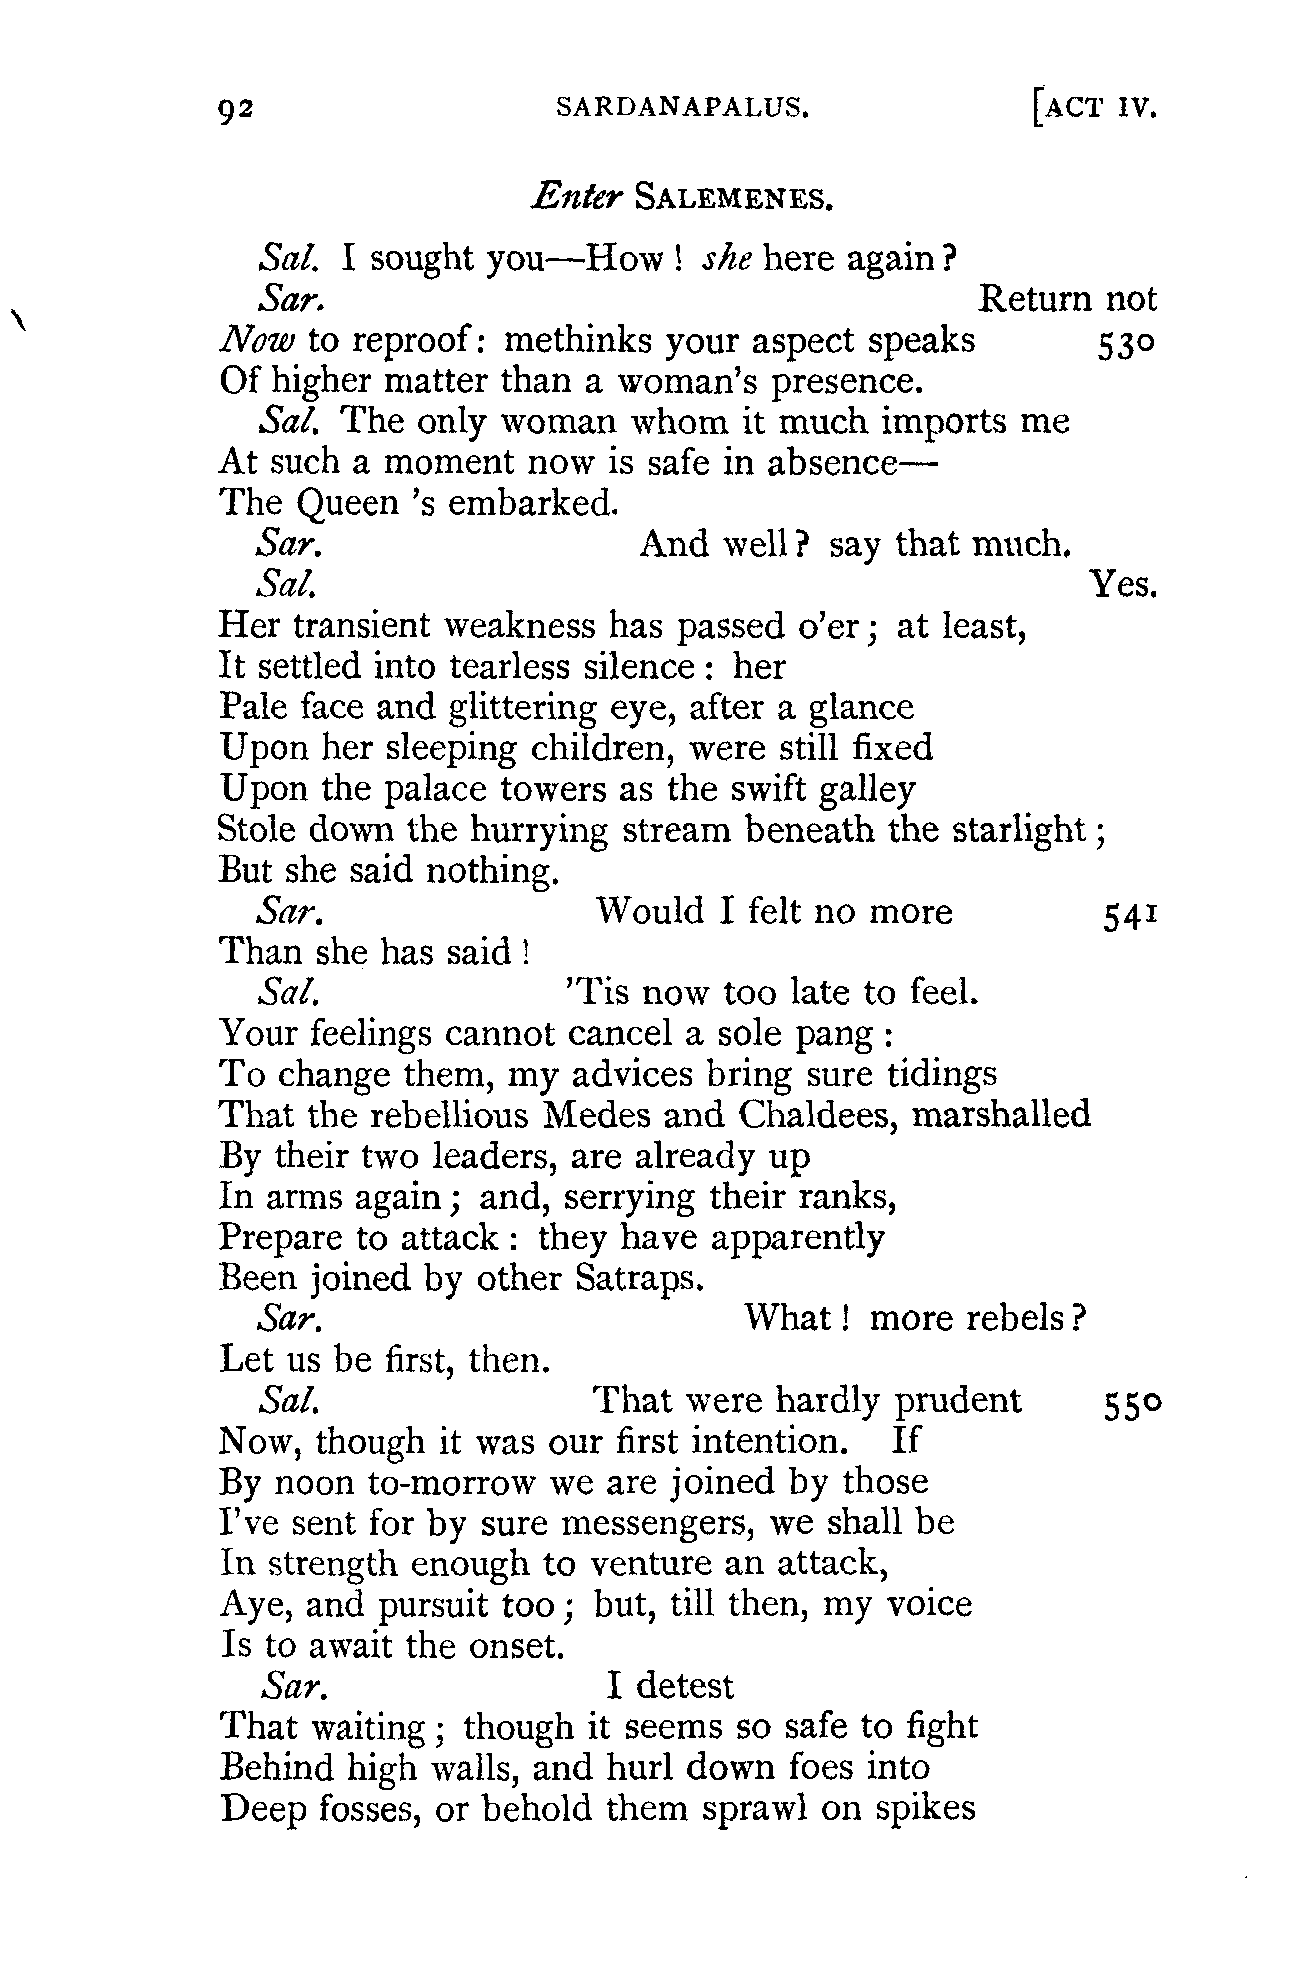 92 SARDANAPALUS. [ACT IV.
Enter SALEMENES.
Sal. I sought you—How! she here again?
Sar. Return not
Now to reproof: methinks your aspect speaks 530
Of higher matter than a woman's presence.
Sal. The only woman whom it much imports me
At such a moment now is safe in absence—
The Queen 's embarked.
Sar. And well? say that much.
Sal. Yes.
Her transient weakness has passed o'er; at least,
It settled into tearless silence: her
Pale face and glittering eye, after a glance
Upon her sleeping children, were still fixed
Upon the palace towers as the swift galley
Stole down the hurrying stream beneath the starlight;
But she said nothing.
Sar. Would I felt no more 541
Than she has said!
Sal. 'Tis now too late to feel.
Your feelings cannot cancel a sole pang:
To change them, my advices bring sure tidings
That the rebellious Medes and Chaldees, marshalled
By their two leaders, are already up
In arms again; and, serrying their ranks,
Prepare to attack: they have apparently
Been joined by other Satraps.
Sar. What! more rebels?
Let us be first, then.
Sal. That were hardly prudent 550
Now, though it was our first intention. If
By noon to-morrow we are joined by those
I've sent for by sure messengers, we shall be
In strength enough to venture an attack,
Aye, and pursuit too; but, till then, my voice
Is to await the onset.
Sar. I detest
That waiting; though it seems so safe to fight
Behind high walls, and hurl down foes into
Deep fosses, or behold them sprawl on spikes